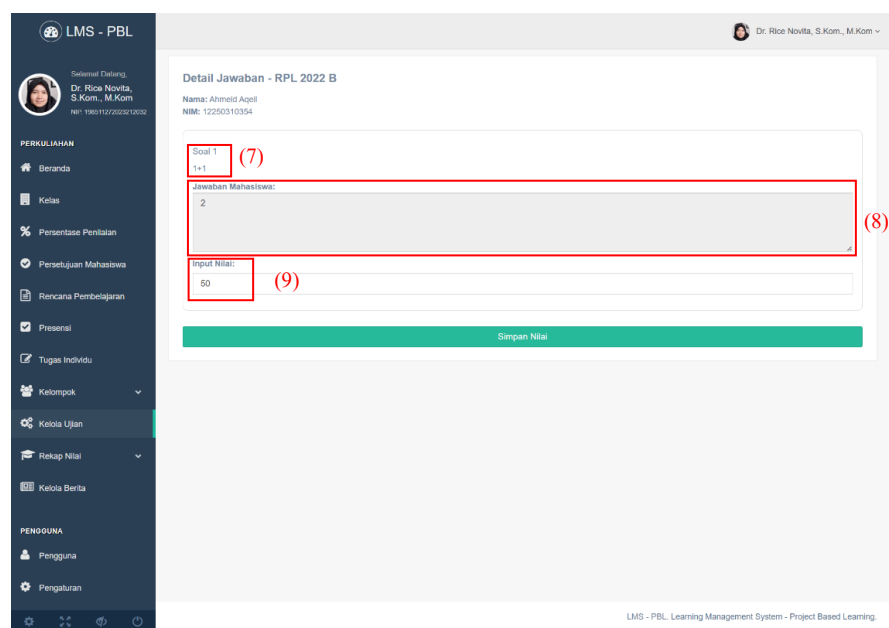 LMS - PBL
Dr. Rice Novita, S.Kom., M.Kom
Selamat Datang,
Dr. Rice Novita,
S.Kom., M.Kom
NIP. 198511272023212032
PERKULIAHAN
Beranda
Kelas
Persentase Penilaian
Persetujuan Mahasiswa
Rencana Pembelajaran
Presensi
Tugas Individu
Kelompok
Kelola Ujian
Rekap Nilai
Kelola Berita
PENGGUNA
Pengguna
Pengaturan
Detail Jawaban - RPL 2022 B
Nama: Ahmeid Aqeil
NIM: 12250310354
Soal 1
(7)
1+1
Jawaban Mahasiswa:
2
(8)
Input Nilai:
50
(9)
Simpan Nilai
LMS - PBL. Learning Management System - Project Based Learning.